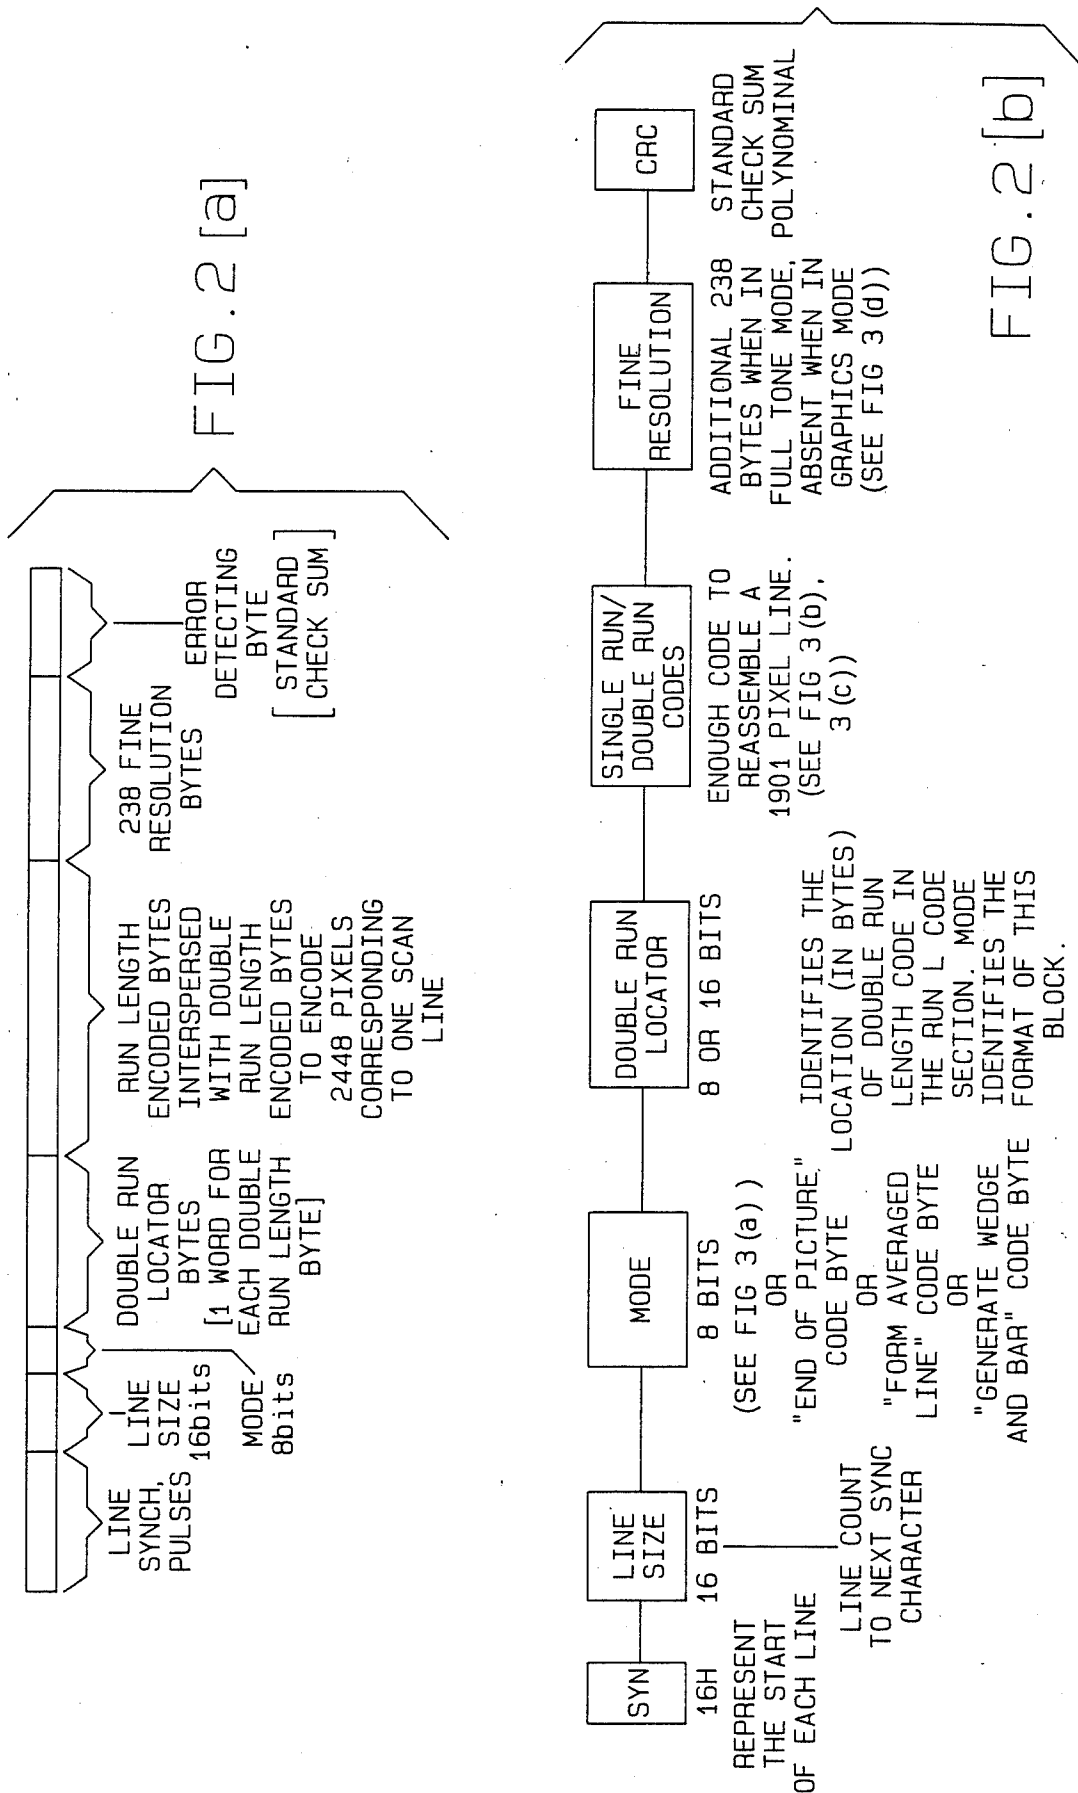 LINE
SYNCH,
PULSES
LINE
SIZE
16bits
MODE
8bits
DOUBLE RUN
LOCATOR
BYTES
[1 WORD FOR
EACH DOUBLE
RUN LENGTH
BYTE]
RUN LENGTH
ENCODED BYTES
INTERSPERSED
WITH DOUBLE
RUN LENGTH
ENCODED BYTES
TO ENCODE
2448 PIXELS
CORRESPONDING
TO ONE SCAN
LINE
238 FINE
RESOLUTION
BYTES
ERROR
DETECTING
BYTE
[STANDARD
CHECK SUM]
FIG.2 [a]
SYN
16H
REPRESENT
THE START
OF EACH LINE
LINE
SIZE
16 BITS
LINE COUNT
TO NEXT SYNC
CHARACTER
MODE
8 BITS
(SEE FIG 3(a))
OR
"END OF PICTURE"
CODE BYTE
OR
"FORM AVERAGED
LINE" CODE BYTE
OR
"GENERATE WEDGE
AND BAR" CODE BYTE
DOUBLE RUN
LOCATOR
8 OR 16 BITS
IDENTIFIES THE
LOCATION (IN BYTES)
OF DOUBLE RUN
LENGTH CODE IN
THE RUN L CODE
SECTION. MODE
IDENTIFIES THE
FORMAT OF THIS
BLOCK.
SINGLE RUN/
DOUBLE RUN
CODES
ENOUGH CODE TO
REASSEMBLE A
1901 PIXEL LINE.
(SEE FIG 3(b),
3(c))
FINE
RESOLUTION
ADDITIONAL 238
BYTES WHEN IN
FULL TONE MODE,
ABSENT WHEN IN
GRAPHICS MODE
(SEE FIG 3(d))
CRC
STANDARD
CHECK SUM
POLYNOMINAL
FIG.2 [b]